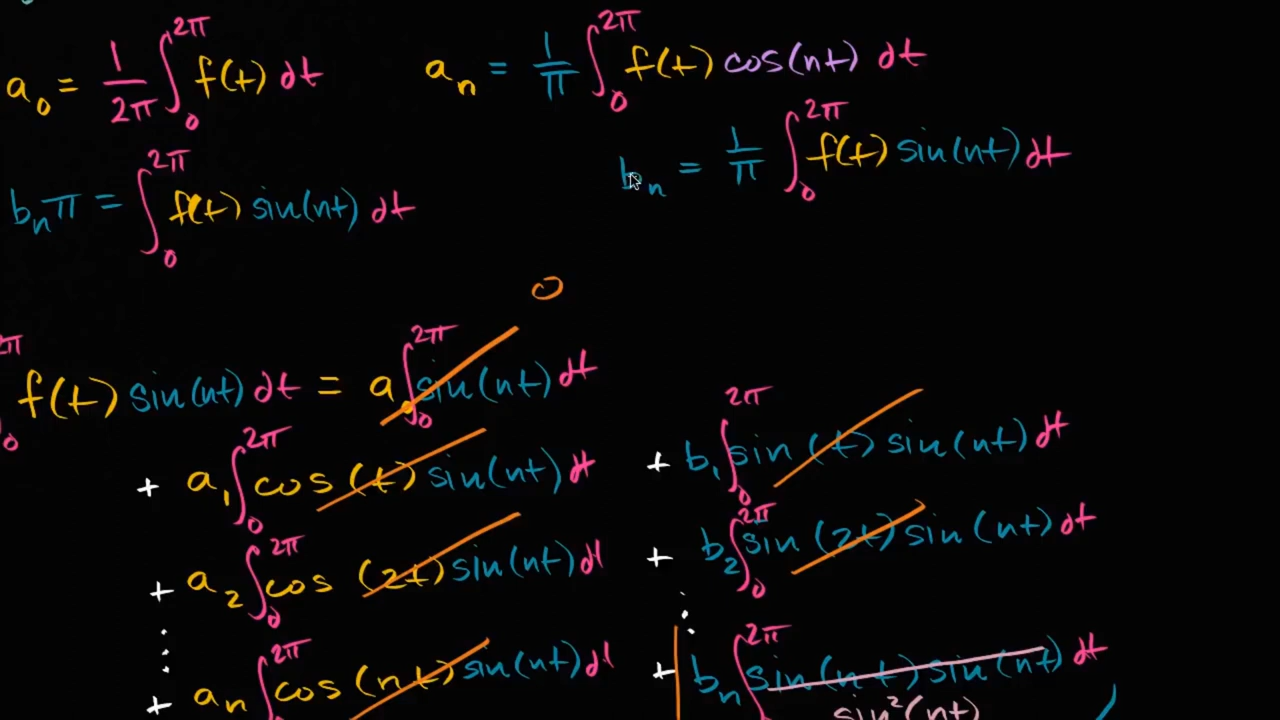 a₀ = 1/2π ∫₀^2π f(t) dt
aₙ = 1/π ∫₀^2π f(t) cos(nt) dt
bₙ = 1/π ∫₀^2π f(t) sin(nt) dt
bₙπ = ∫₀^2π f(t) sin(nt) dt
0
2π 0 f(t) sin(nt) dt = a₀ ∫₀^2π sin(nt) dt
+ a₁ ∫₀^2π cos(t) sin(nt) dt + b₁ ∫₀^2π sin(t) sin(nt) dt
+ a₂ ∫₀^2π cos(2t) sin(nt) dt + b₂ ∫₀^2π sin(2t) sin(nt) dt
+ aₙ ∫^2π cos(nt) sin(nt) dt + bₙ ∫^2π sin(nt) sin(nt) dt
sin²(nt)